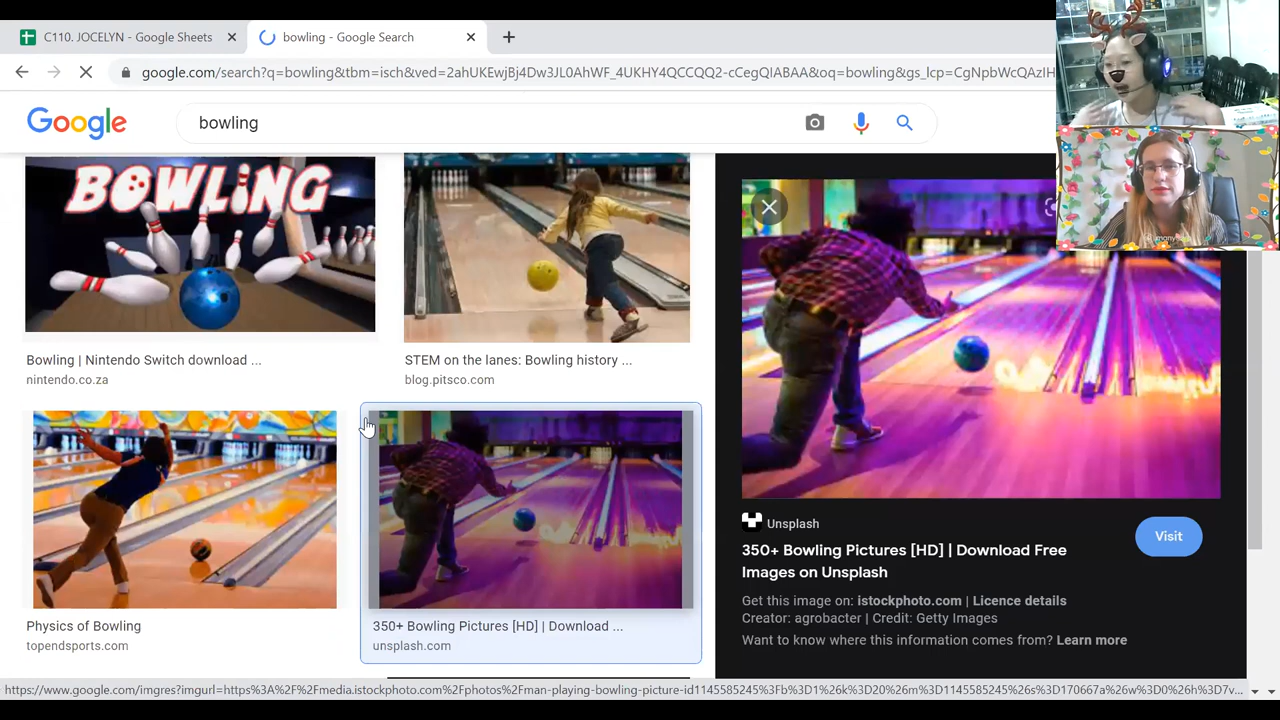 C110. JOCELYN - Google Sheets
bowling - Google Search
google.com/search?q=bowling&tbm=isch&ved=2ahUKEwjBj4Dw3JL0AhWF_4UKHY4QCCQQ2-cCegQIABAA&oq=bowling&gs_lcp=CgNpbWcQAzIH
Google
bowling
BOWLING
Bowling | Nintendo Switch download ...
nintendo.co.za
STEM on the lanes: Bowling history ...
blog.pitsco.com
Physics of Bowling
topendsports.com
350+ Bowling Pictures [HD] | Download ...
unsplash.com
Unsplash
350+ Bowling Pictures [HD] | Download Free
Images on Unsplash
Visit
Get this image on: istockphoto.com | Licence details
Creator: agrobacter | Credit: Getty Images
Want to know where this information comes from? Learn more
https://www.google.com/imgres?imgurl=https%3A%2F%2Fmedia.istockphoto.com%2Fphotos%2Fman-playing-bowling-picture-id1145585245%3Fb%3D1%26k%3D20%26m%3D1145585245%26s%3D170667a%26w%3D0%26h%3D7v...